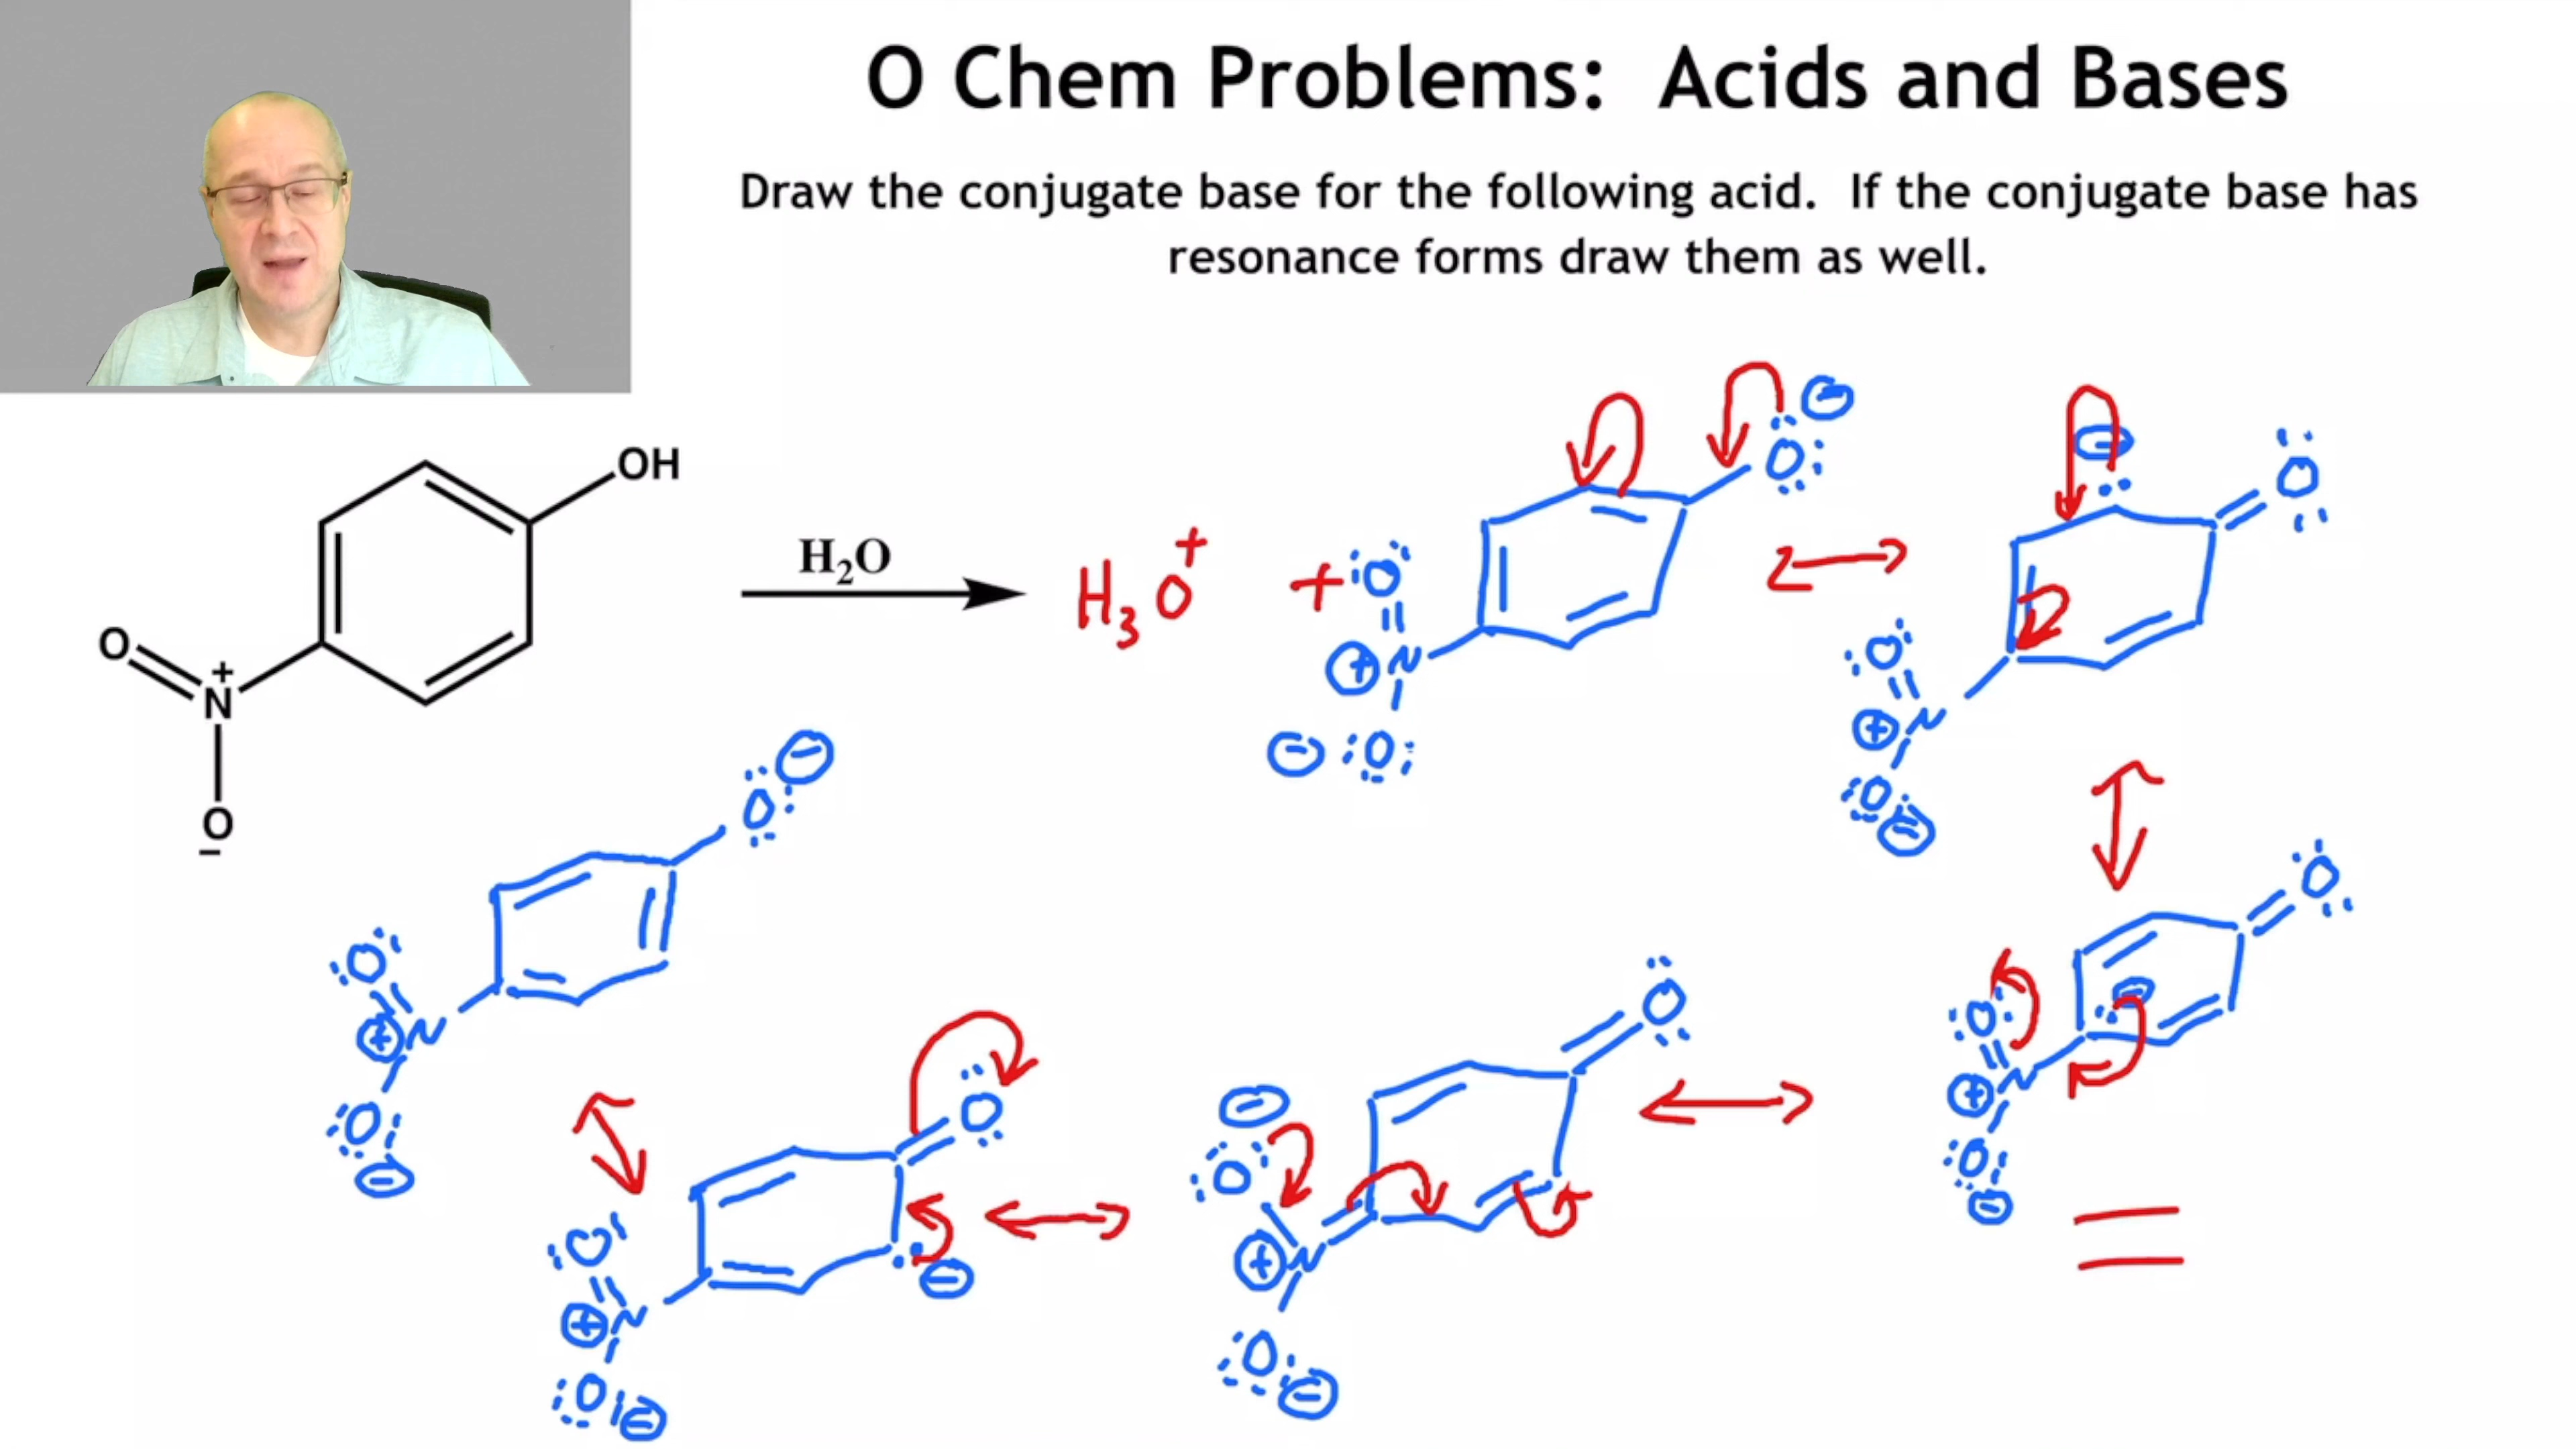 O Chem Problems: Acids and Bases
Draw the conjugate base for the following acid. If the conjugate base has
resonance forms draw them as well.
OH
O
N
+
O
−
H₂O
H₃O⁺
+
:O:
||
⊕ N
⊖ :O:
O: ⊖
O
⊖
O
⊕ N
O ⊖
O
⊖
O
⊕ N
O
⊖
O
⊖
O
⊕ N
O ⊖
O
⊖
O
⊕ N
O ⊖
O ⊖
O
⊕ N
O
⊖